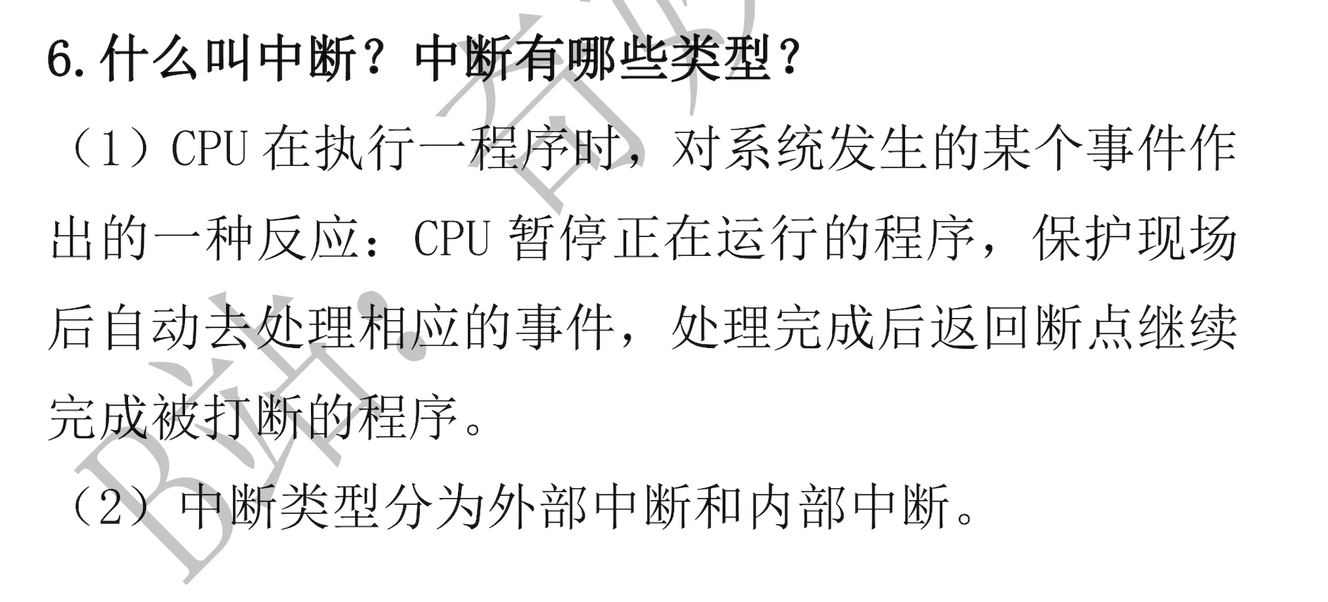 6.什么叫中断？中断有哪些类型？
（1）CPU 在执行一程序时，对系统发生的某个事件作
出的一种反应：CPU 暂停正在运行的程序，保护现场
后自动去处理相应的事件，处理完成后返回断点继续
完成被打断的程序。
（2）中断类型分为外部中断和内部中断。
B站：奇妙